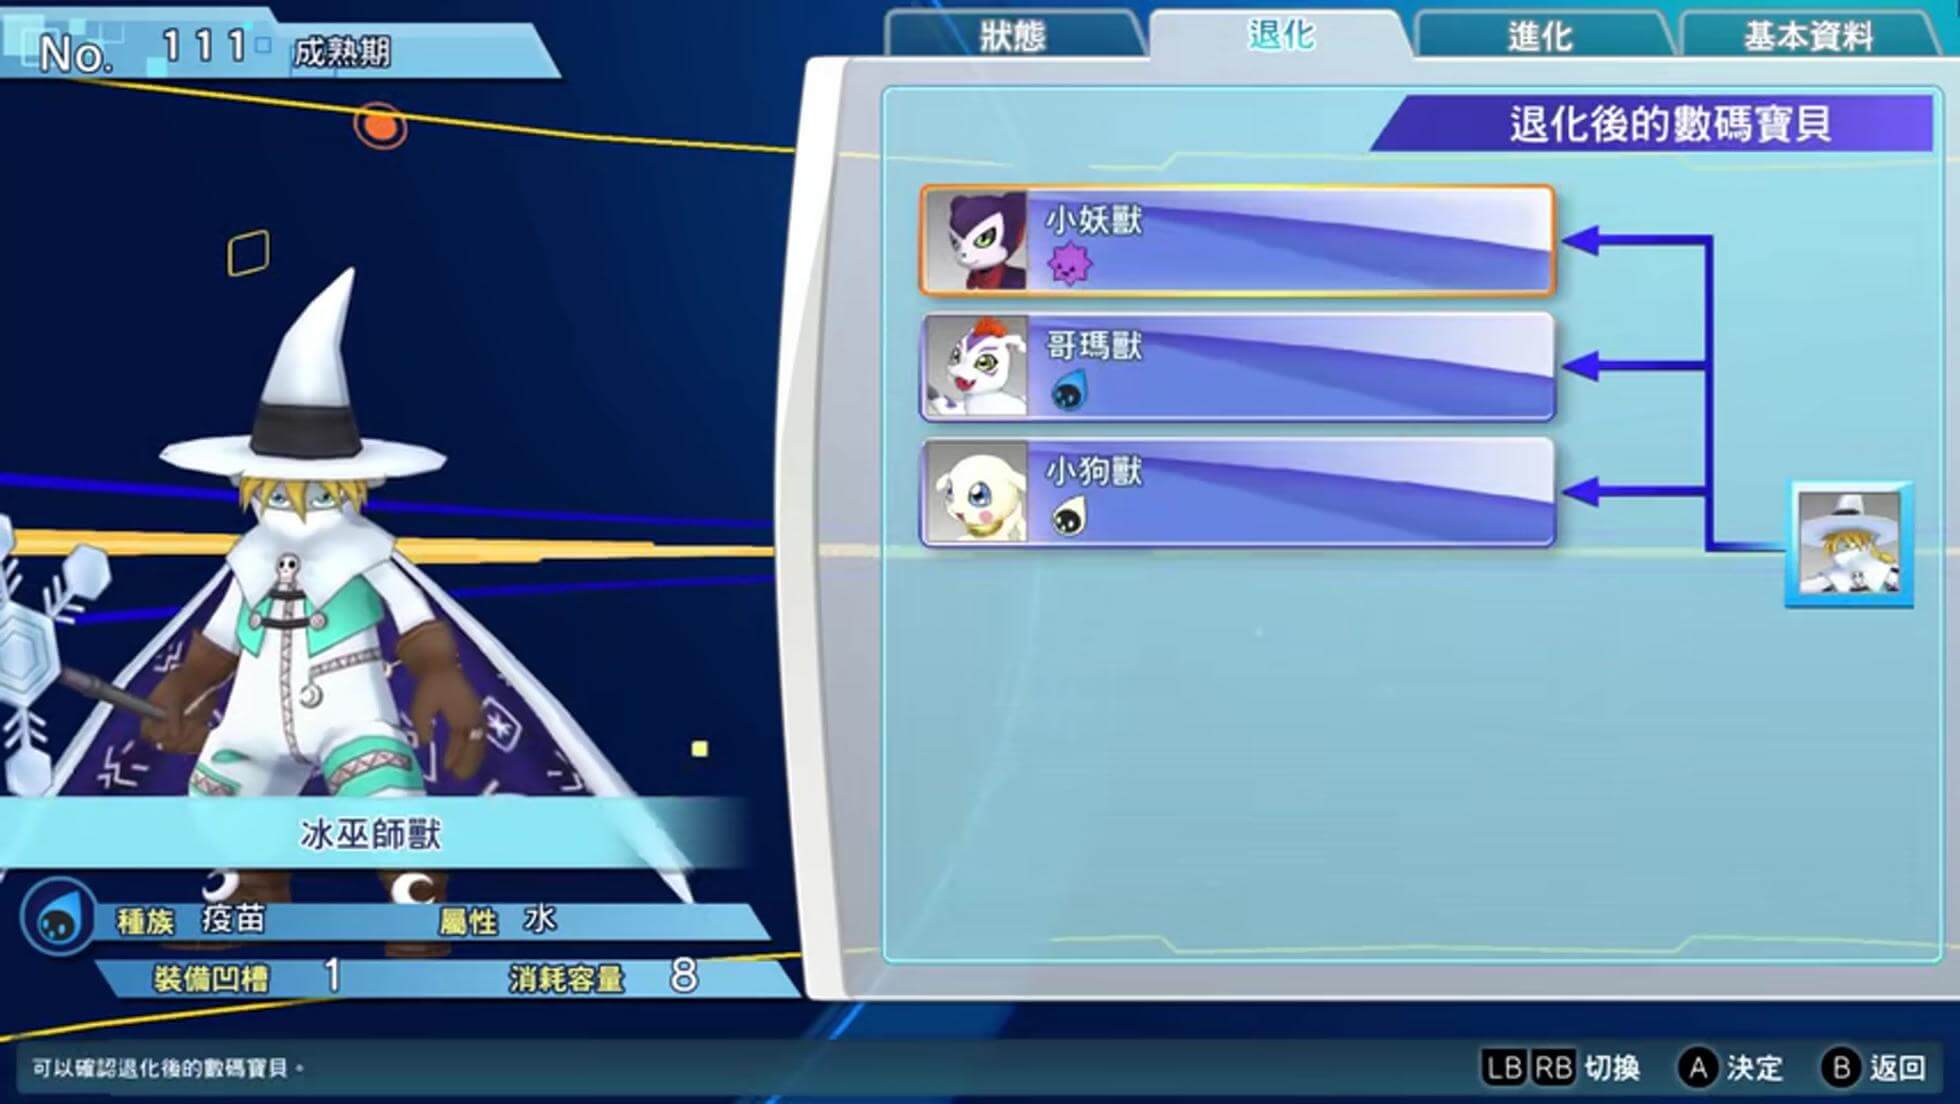 No. 111 成熟期
狀態 退化 進化 基本資料
退化後的數碼寶貝
小妖獸
哥瑪獸
小狗獸
冰巫師獸
種族 疫苗 屬性 水
裝備凹槽 1 消耗容量 8
可以確認退化後的數碼寶貝。
LB RB 切換 A 決定 B 返回